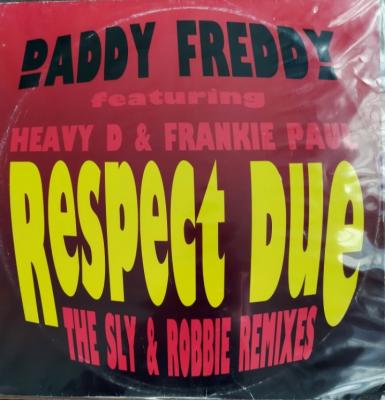 DADDY FREDDY
featuring
HEAVY D & FRANKIE PAUL
Respect Due
THE SLY & ROBBIE REMIXES